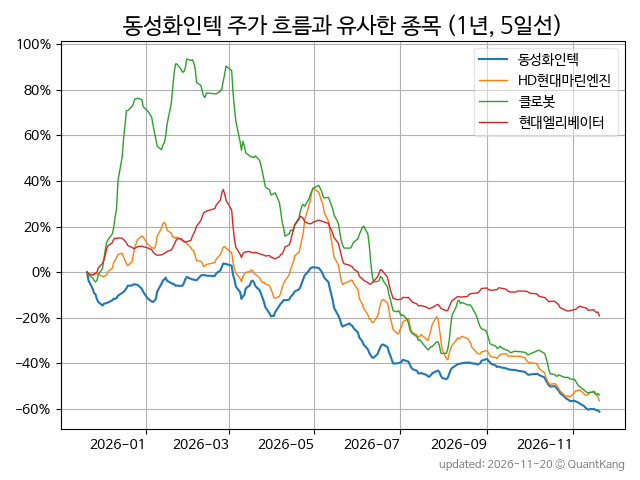 동성화인텍 주가 흐름과 유사한 종목 (1년, 5일선)
100%
80%
60%
40%
20%
0%
−20%
−40%
−60%
동성화인텍
HD현대마린엔진
클로봇
현대엘리베이터
2026-01
2026-03
2026-05
2026-07
2026-09
2026-11
updated: 2026-11-20 © QuantKang